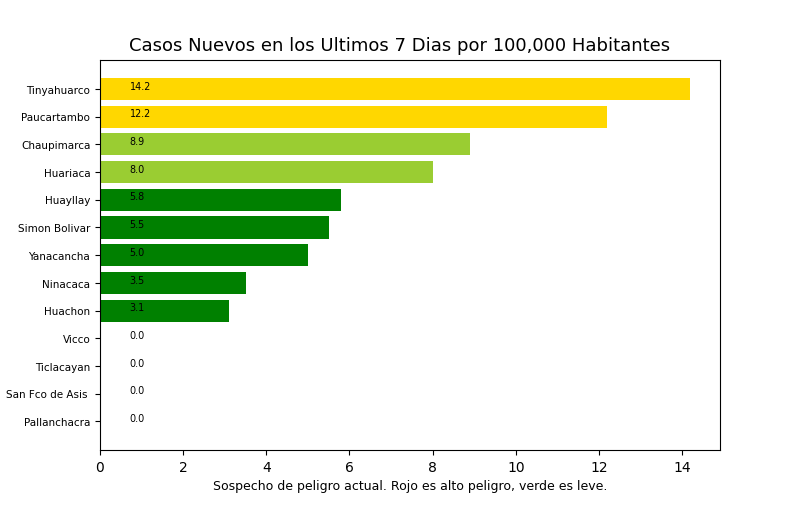 Casos Nuevos en los Ultimos 7 Dias por 100,000 Habitantes
Tinyahuarco 14.2
Paucartambo 12.2
Chaupimarca 8.9
Huariaca 8.0
Huayllay 5.8
Simon Bolivar 5.5
Yanacancha 5.0
Ninacaca 3.5
Huachon 3.1
Vicco 0.0
Ticlacayan 0.0
San Fco de Asis 0.0
Pallanchacra 0.0
0 2 4 6 8 10 12 14
Sospecho de peligro actual. Rojo es alto peligro, verde es leve.